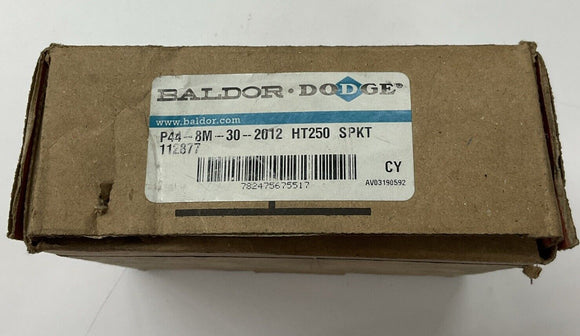 BALDOR · DODGE®
www.baldor.com
P44-8M-30-2012 HT250 SPKT
112877
CY
782475675517
AV03190592